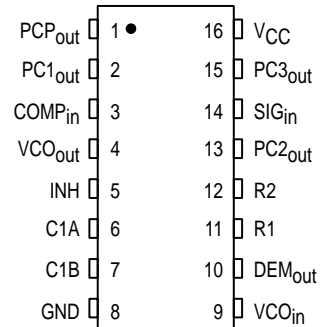 PCPout 1 16 VCC
PC1out 2 15 PC3out
COMPin 3 14 SIGin
VCOout 4 13 PC2out
INH 5 12 R2
C1A 6 11 R1
C1B 7 10 DEMout
GND 8 9 VCOin